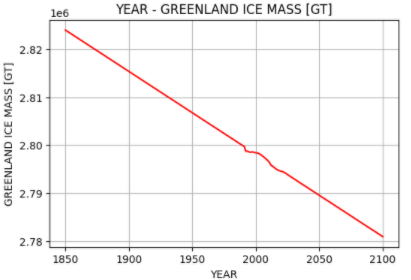 YEAR - GREENLAND ICE MASS [GT]
1e6
2.82
2.81
2.80
2.79
2.78
GREENLAND ICE MASS [GT]
1850 1900 1950 2000 2050 2100
YEAR